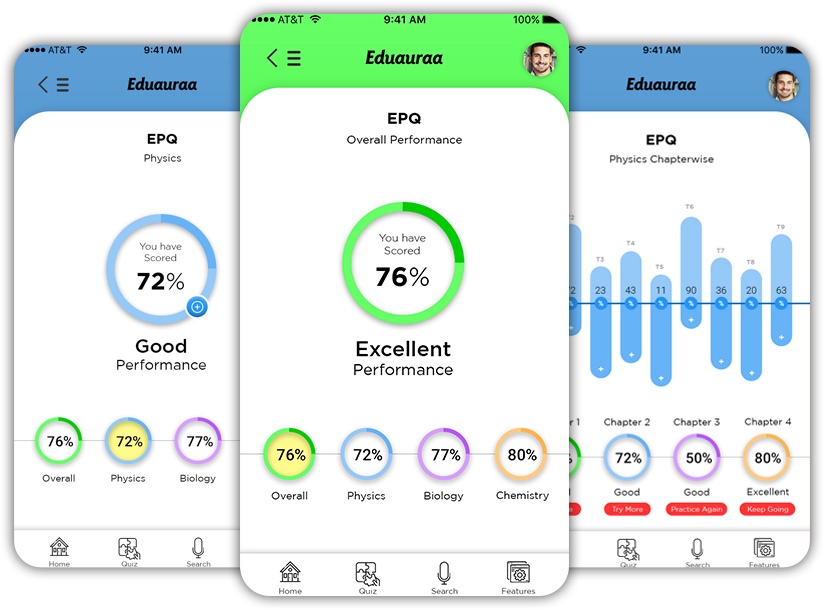 AT&T 9:41 AM
Eduauraa
EPQ
Physics
You have
Scored
72%
Good
Performance
76% 72% 77%
Overall Physics Biology
Home Quiz Search
AT&T 9:41 AM 100%
Eduauraa
EPQ
Overall Performance
You have
Scored
76%
Excellent
Performance
76% 72% 77% 80%
Overall Physics Biology Chemistry
Home Quiz Search Features
9:41 AM 100%
Eduauraa
EPQ
Physics Chapterwise
T6
T9
T4
T7
T3
T8
T5
23 43 11 90 36 20 63
% % % % % % %
Chapter 2 Chapter 3 Chapter 4
72% 50% 80%
Good Good Excellent
Try More Practice Again Keep Going
Quiz Search Features